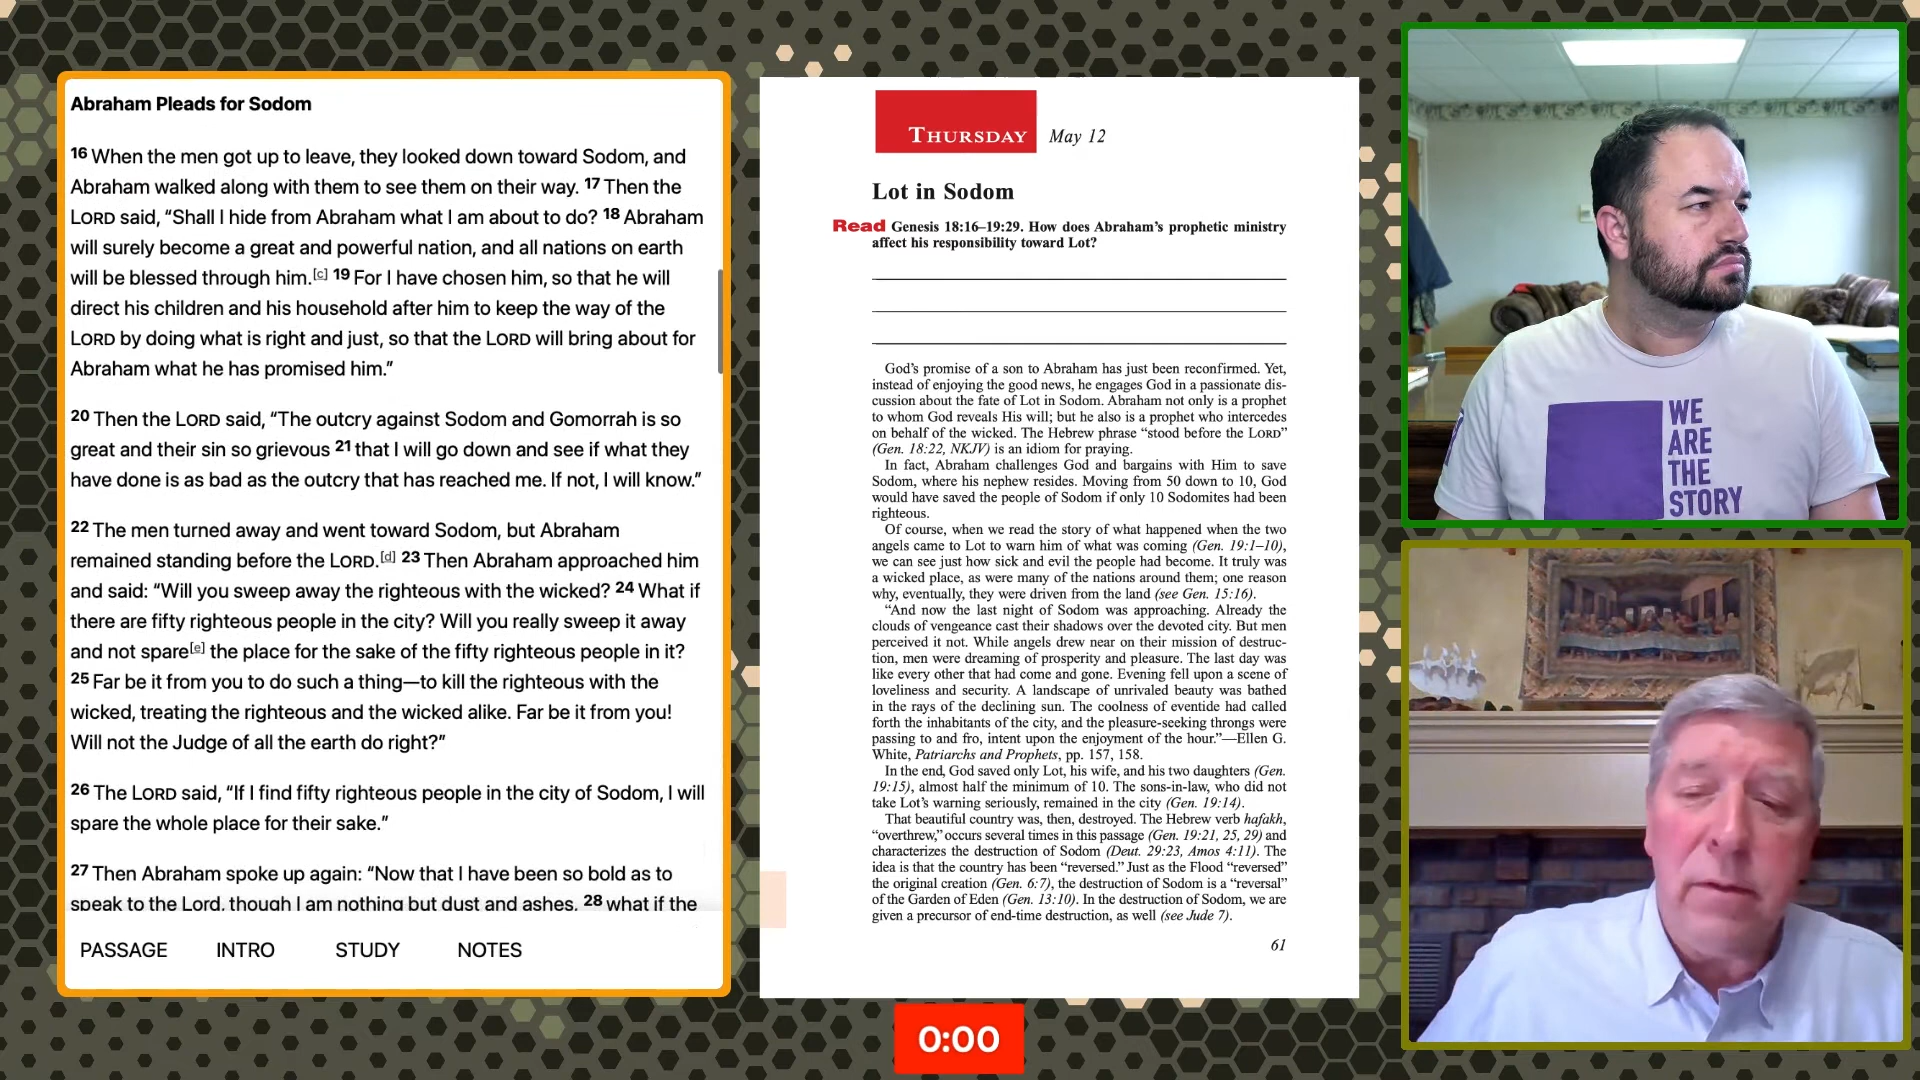 Abraham Pleads for Sodom
16 When the men got up to leave, they looked down toward Sodom, and
Abraham walked along with them to see them on their way. 17 Then the
LORD said, “Shall I hide from Abraham what I am about to do? 18 Abraham
will surely become a great and powerful nation, and all nations on earth
will be blessed through him.[c] 19 For I have chosen him, so that he will
direct his children and his household after him to keep the way of the
LORD by doing what is right and just, so that the LORD will bring about for
Abraham what he has promised him.”
20 Then the LORD said, “The outcry against Sodom and Gomorrah is so
great and their sin so grievous 21 that I will go down and see if what they
have done is as bad as the outcry that has reached me. If not, I will know.”
22 The men turned away and went toward Sodom, but Abraham
remained standing before the LORD.[d] 23 Then Abraham approached him
and said: “Will you sweep away the righteous with the wicked? 24 What if
there are fifty righteous people in the city? Will you really sweep it away
and not spare[e] the place for the sake of the fifty righteous people in it?
25 Far be it from you to do such a thing—to kill the righteous with the
wicked, treating the righteous and the wicked alike. Far be it from you!
Will not the Judge of all the earth do right?”
26 The LORD said, “If I find fifty righteous people in the city of Sodom, I will
spare the whole place for their sake.”
27 Then Abraham spoke up again: “Now that I have been so bold as to
speak to the Lord, though I am nothing but dust and ashes, 28 what if the
PASSAGE INTRO STUDY NOTES
THURSDAY May 12
Lot in Sodom
Read Genesis 18:16–19:29. How does Abraham’s prophetic ministry
affect his responsibility toward Lot?
God’s promise of a son to Abraham has just been reconfirmed. Yet,
instead of enjoying the good news, he engages God in a passionate dis-
cussion about the fate of Lot in Sodom. Abraham not only is a prophet
to whom God reveals His will; but he also is a prophet who intercedes
on behalf of the wicked. The Hebrew phrase “stood before the LORD”
(Gen. 18:22, NKJV) is an idiom for praying.
In fact, Abraham challenges God and bargains with Him to save
Sodom, where his nephew resides. Moving from 50 down to 10, God
would have saved the people of Sodom if only 10 Sodomites had been
righteous.
Of course, when we read the story of what happened when the two
angels came to Lot to warn him of what was coming (Gen. 19:1–10),
we can see just how sick and evil the people had become. It truly was
a wicked place, as were many of the nations around them; one reason
why, eventually, they were driven from the land (see Gen. 15:16).
“And now the last night of Sodom was approaching. Already the
clouds of vengeance cast their shadows over the devoted city. But men
perceived it not. While angels drew near on their mission of destruc-
tion, men were dreaming of prosperity and pleasure. The last day was
like every other that had come and gone. Evening fell upon a scene of
loveliness and security. A landscape of unrivaled beauty was bathed
in the rays of the declining sun. The coolness of eventide had called
forth the inhabitants of the city, and the pleasure-seeking throngs were
passing to and fro, intent upon the enjoyment of the hour.”—Ellen G.
White, Patriarchs and Prophets, pp. 157, 158.
In the end, God saved only Lot, his wife, and his two daughters (Gen.
19:15), almost half the minimum of 10. The sons-in-law, who did not
take Lot’s warning seriously, remained in the city (Gen. 19:14).
That beautiful country was, then, destroyed. The Hebrew verb hafakh,
“overthrew,” occurs several times in this passage (Gen. 19:21, 25, 29) and
characterizes the destruction of Sodom (Deut. 29:23, Amos 4:11). The
idea is that the country has been “reversed.” Just as the Flood “reversed”
the original creation (Gen. 6:7), the destruction of Sodom is a “reversal”
of the Garden of Eden (Gen. 13:10). In the destruction of Sodom, we are
given a precursor of end-time destruction, as well (see Jude 7).
61
0:00
WE
ARE
THE
STORY